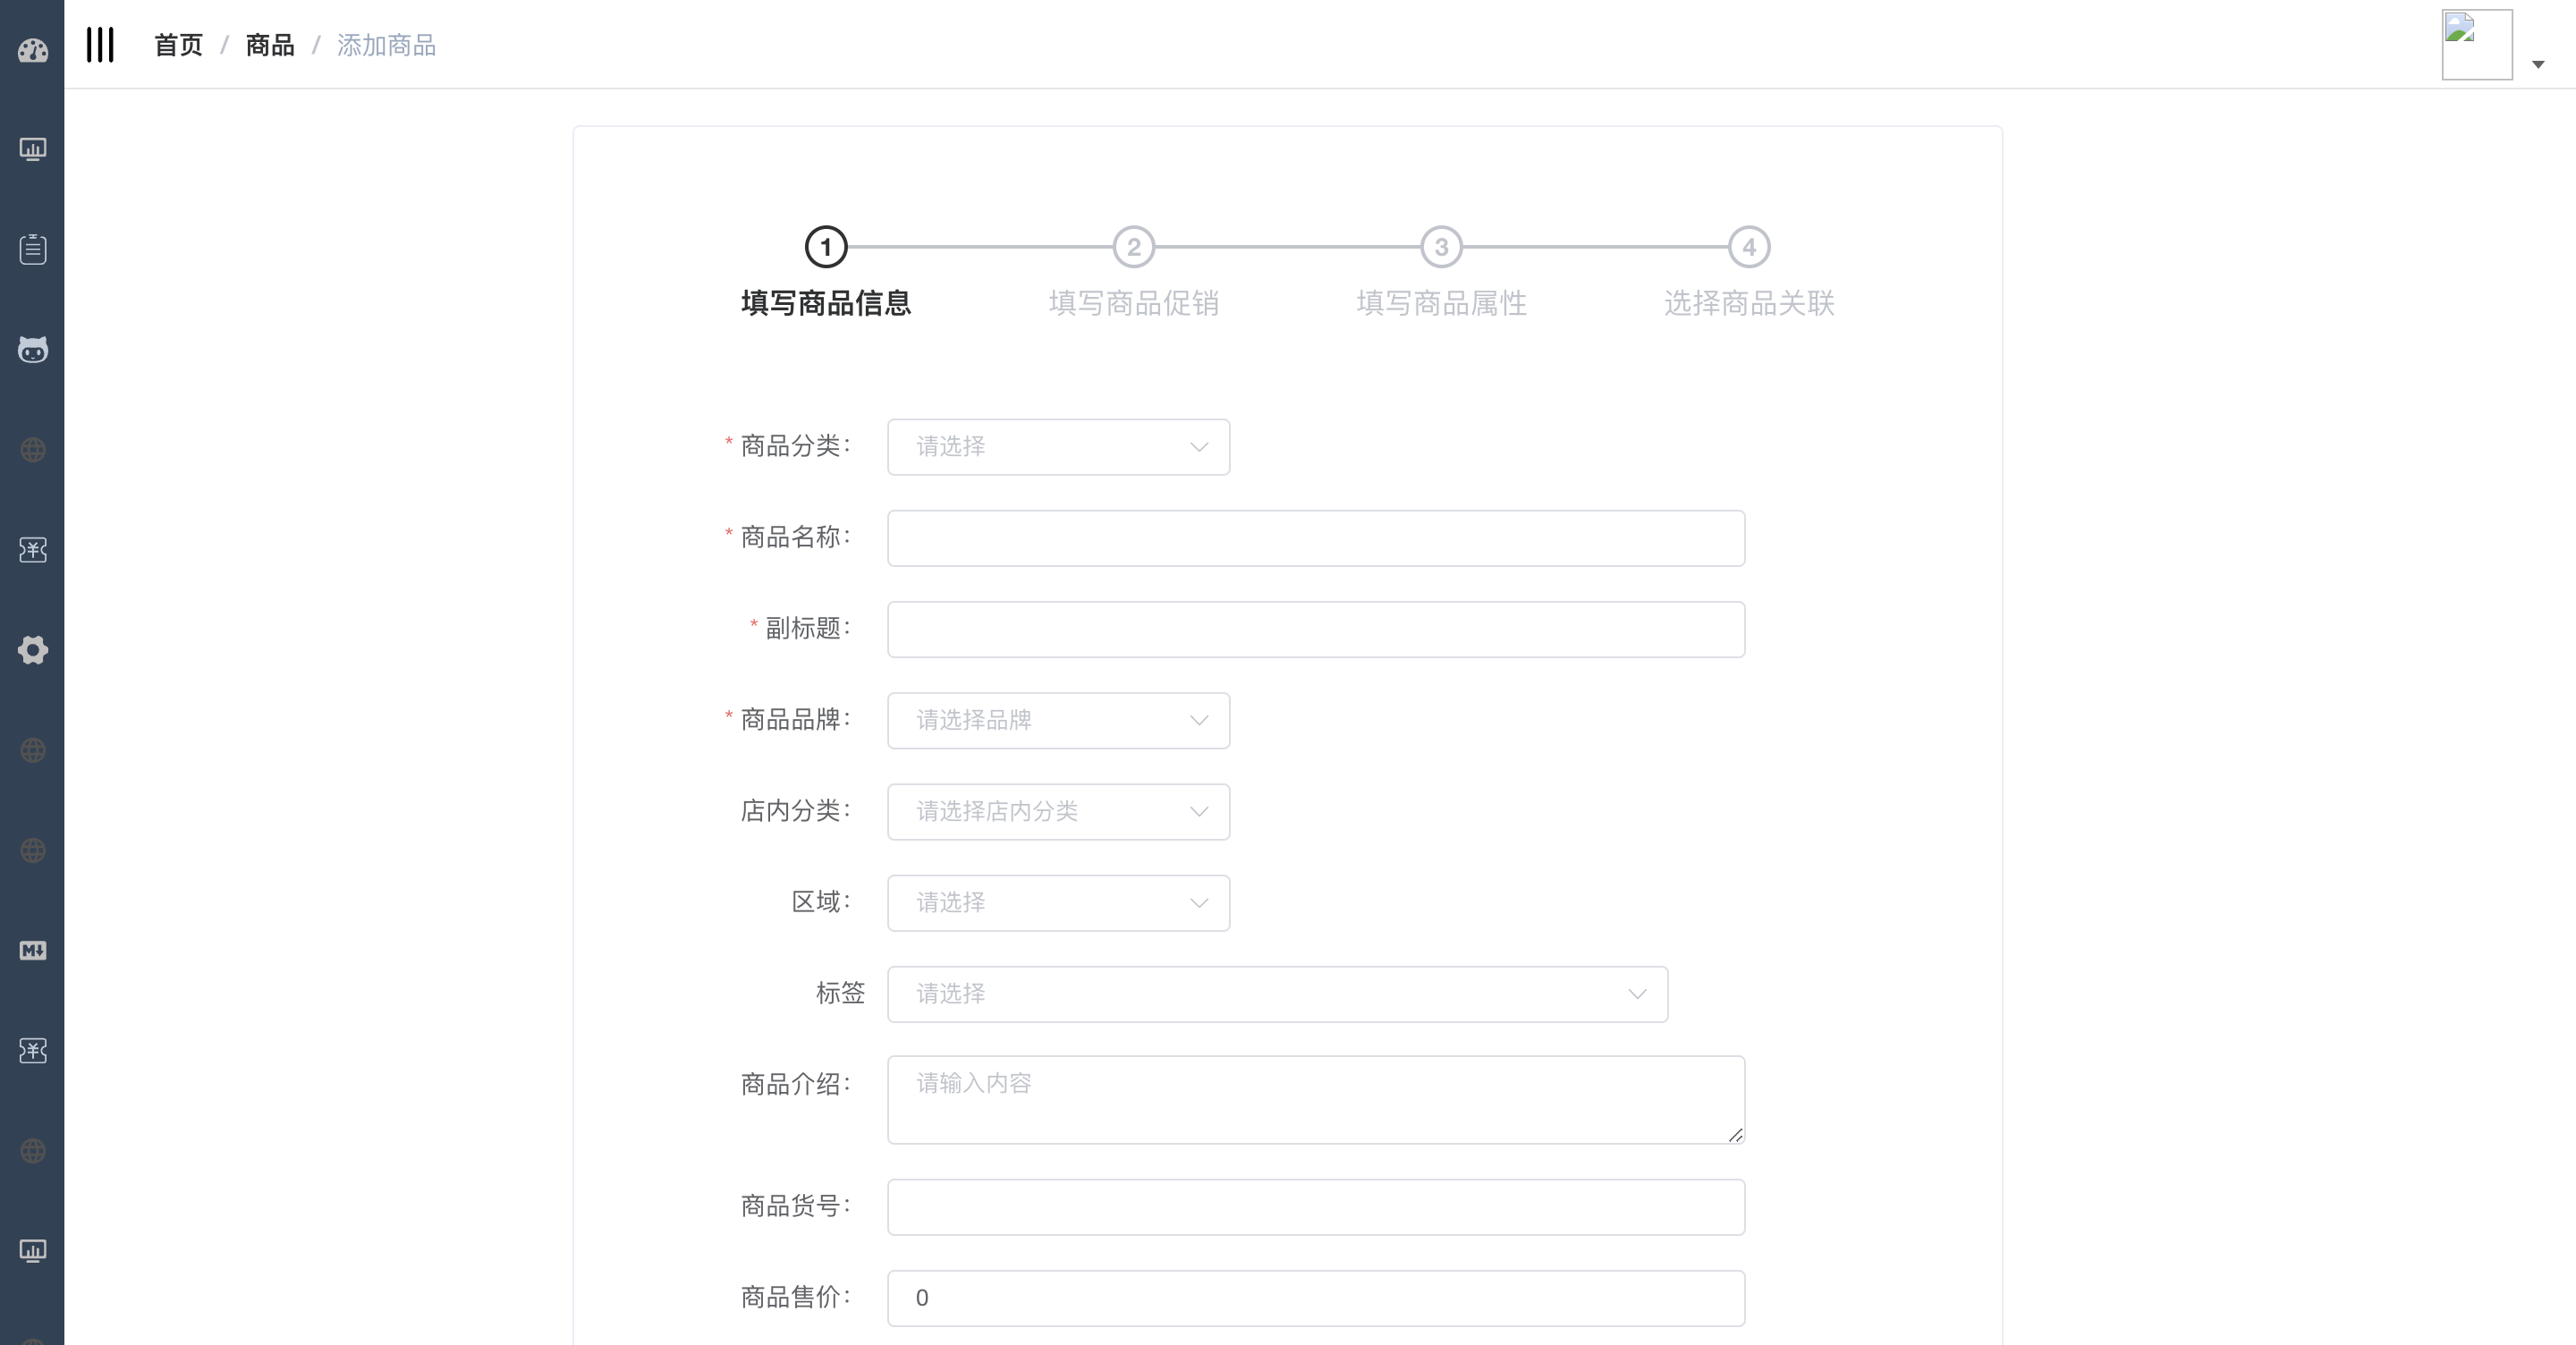 首页 / 商品 / 添加商品
1 2 3 4
填写商品信息 填写商品促销 填写商品属性 选择商品关联
* 商品分类： 请选择
* 商品名称：
* 副标题：
* 商品品牌： 请选择品牌
店内分类： 请选择店内分类
区域： 请选择
标签 请选择
商品介绍： 请输入内容
商品货号：
商品售价： 0